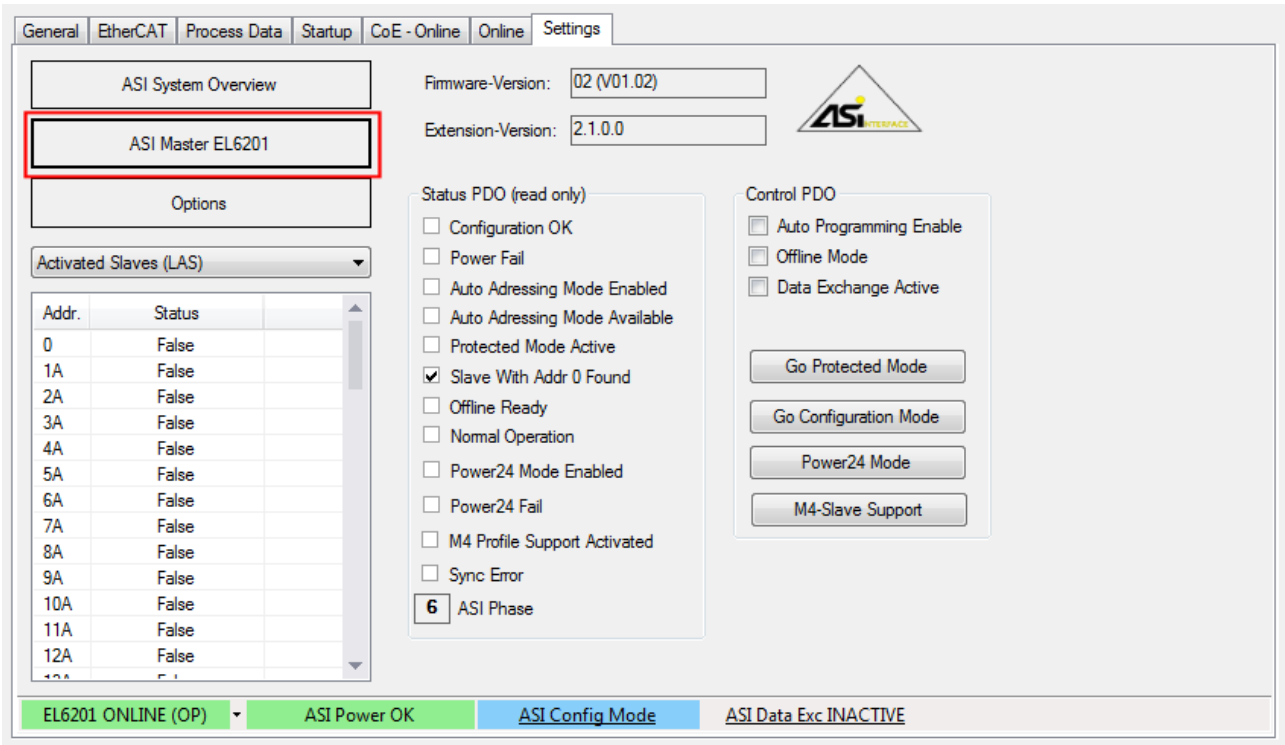 General EtherCAT Process Data Startup CoE - Online Online Settings
ASI System Overview
ASI Master EL6201
Options
Activated Slaves (LAS)
Addr. Status
0 False
1A False
2A False
3A False
4A False
5A False
6A False
7A False
8A False
9A False
10A False
11A False
12A False
Firmware-Version: 02 (V01.02)
Extension-Version: 2.1.0.0
ASi INTERFACE
Status PDO (read only)
Configuration OK
Power Fail
Auto Adressing Mode Enabled
Auto Adressing Mode Available
Protected Mode Active
Slave With Addr 0 Found
Offline Ready
Normal Operation
Power24 Mode Enabled
Power24 Fail
M4 Profile Support Activated
Sync Error
6 ASI Phase
Control PDO
Auto Programming Enable
Offline Mode
Data Exchange Active
Go Protected Mode
Go Configuration Mode
Power24 Mode
M4-Slave Support
EL6201 ONLINE (OP) ASI Power OK ASI Config Mode ASI Data Exc INACTIVE